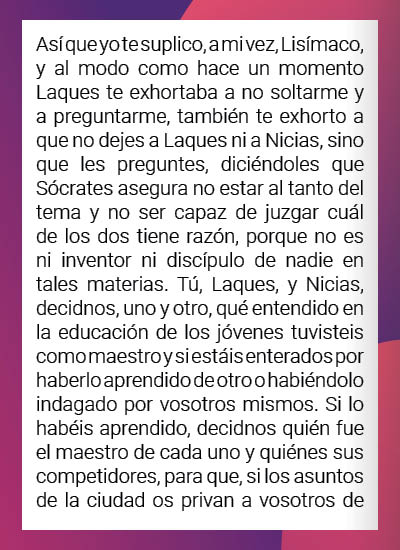 Así que yo te suplico, a mi vez, Lisímaco,
y al modo como hace un momento
Laques te exhortaba a no soltarme y
a preguntarme, también te exhorto a
que no dejes a Laques ni a Nicias, sino
que les preguntes, diciéndoles que
Sócrates asegura no estar al tanto del
tema y no ser capaz de juzgar cuál
de los dos tiene razón, porque no es
ni inventor ni discípulo de nadie en
tales materias. Tú, Laques, y Nicias,
decidnos, uno y otro, qué entendido en
la educación de los jóvenes tuvisteis
como maestro y si estáis enterados por
haberlo aprendido de otro o habiéndolo
indagado por vosotros mismos. Si lo
habéis aprendido, decidnos quién fue
el maestro de cada uno y quiénes sus
competidores, para que, si los asuntos
de la ciudad os privan a vosotros de